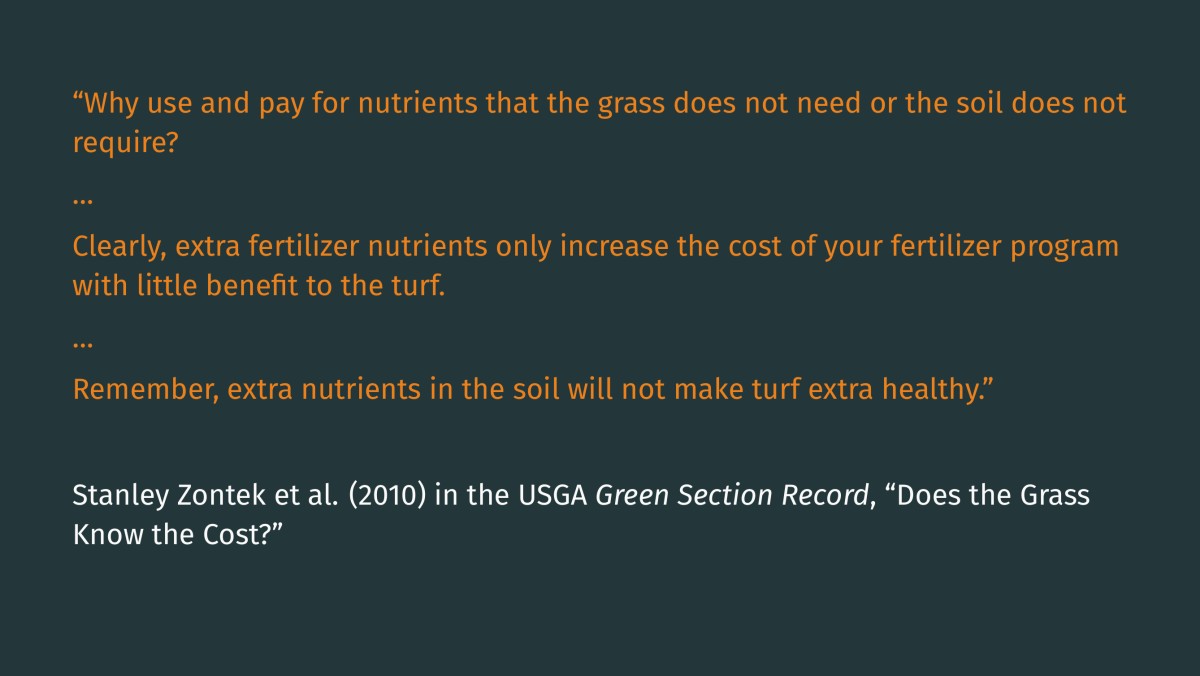 “Why use and pay for nutrients that the grass does not need or the soil does not
require?
...
Clearly, extra fertilizer nutrients only increase the cost of your fertilizer program
with little benefit to the turf.
...
Remember, extra nutrients in the soil will not make turf extra healthy.”
Stanley Zontek et al. (2010) in the USGA Green Section Record, “Does the Grass
Know the Cost?”